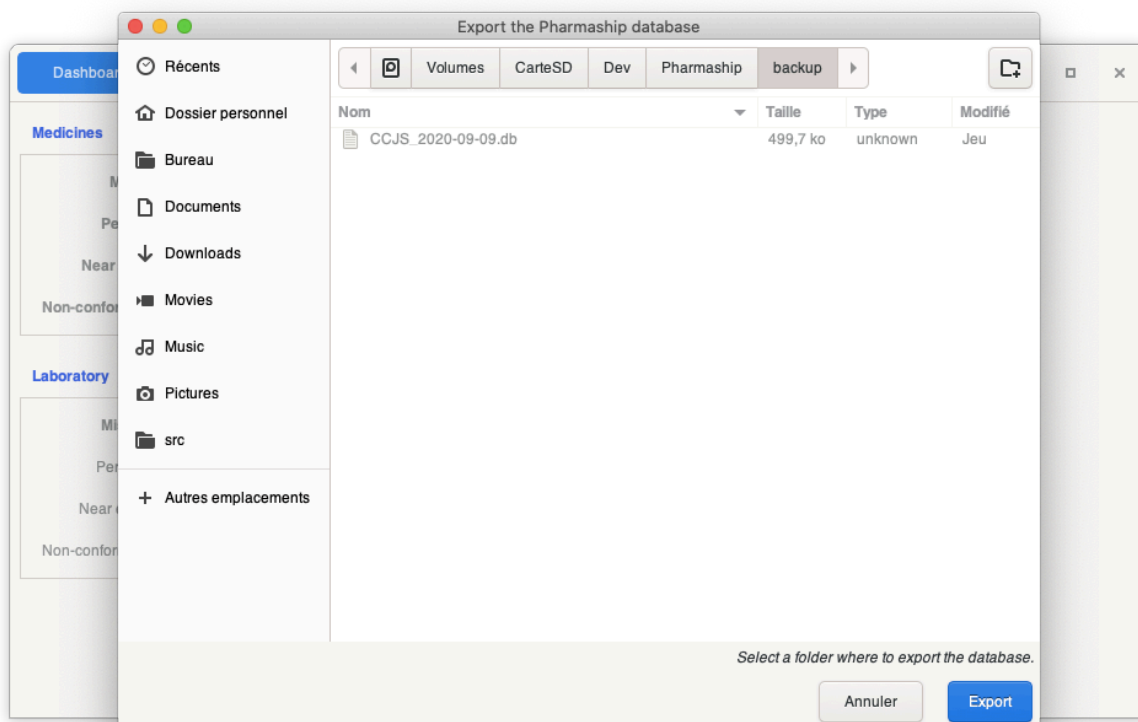 Export the Pharmaship database
Dashboar
Medicines
M
Pe
Near
Non-confor
Laboratory
Mi
Per
Near
Non-confor
Récents
Dossier personnel
Bureau
Documents
Downloads
Movies
Music
Pictures
src
Autres emplacements
Volumes CarteSD Dev Pharmaship backup
Nom Taille Type Modifié
CCJS_2020-09-09.db 499,7 ko unknown Jeu
Select a folder where to export the database.
Annuler Export